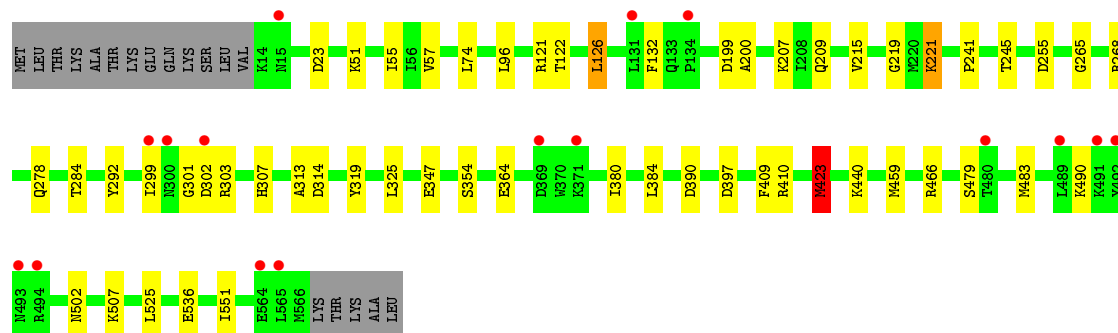 MET LEU THR LYS ALA THR LYS GLU GLN LYS SER LEU VAL K14 N15 D23 K51 I55 I56 V57 L74 L96 R121 T122 L126 L131 F132 Q133 P134 D199 A200 K207 I208 Q209 V215 G219 M220 K221 P241 T245 D255 G265
Q278 T284 Y292 I299 N300 G301 D302 R303 H307 A313 D314 Y319 L325 E347 S354 E364 D369 W370 K371 I380 L384 D390 D397 F409 R410 M423 K440 M459 R466 S479 T480 M483 L489 K490 K491
N493 R494 N502 K507 L525 E536 I551 E564 L565 M566 LYS THR LYS ALA LEU